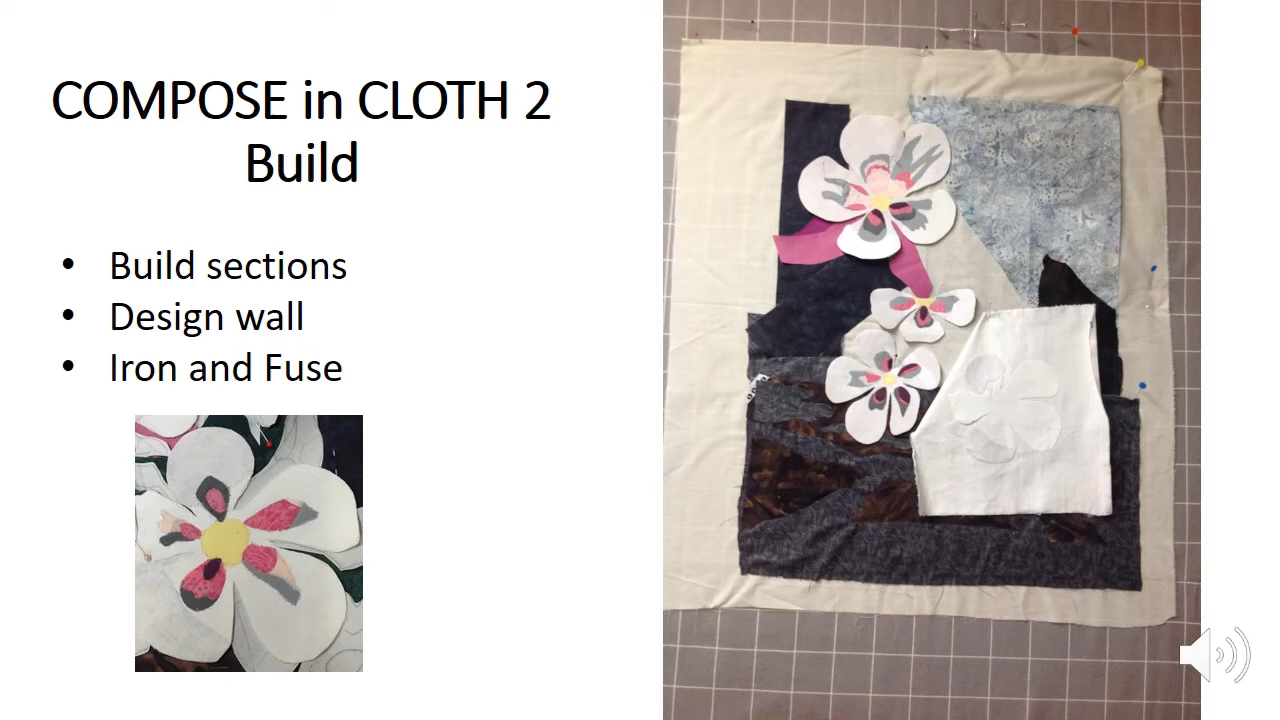 COMPOSE in CLOTH 2
Build
• Build sections
• Design wall
• Iron and Fuse